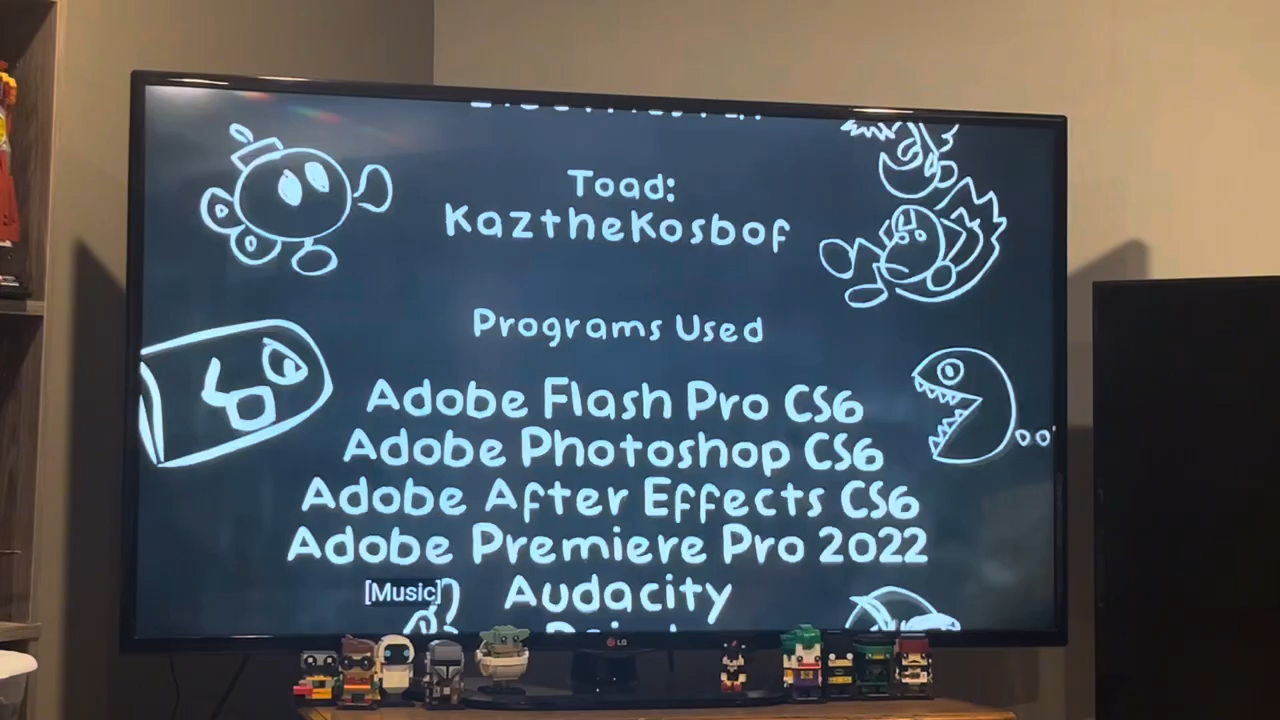 Toad:
KaztheKosbof
Programs Used
Adobe Flash Pro CS6
Adobe Photoshop CS6
Adobe After Effects CS6
Adobe Premiere Pro 2022
[Music]
Audacity
LG